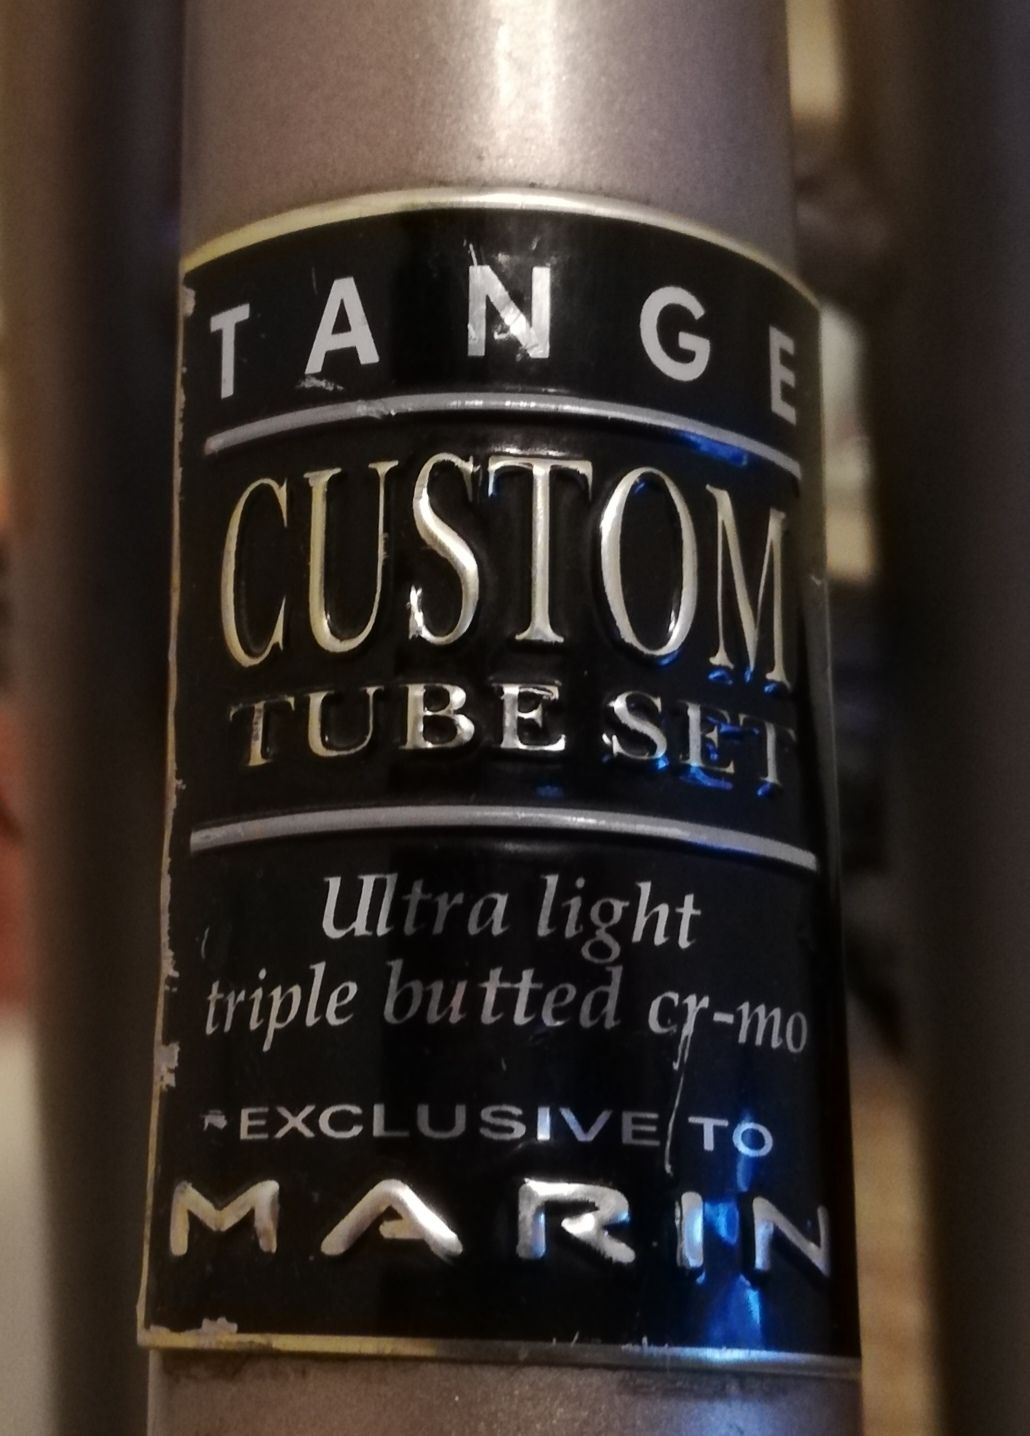 TANGE
CUSTOM
TUBE SET
Ultra light
triple butted cr-mo
EXCLUSIVE TO
MARIN